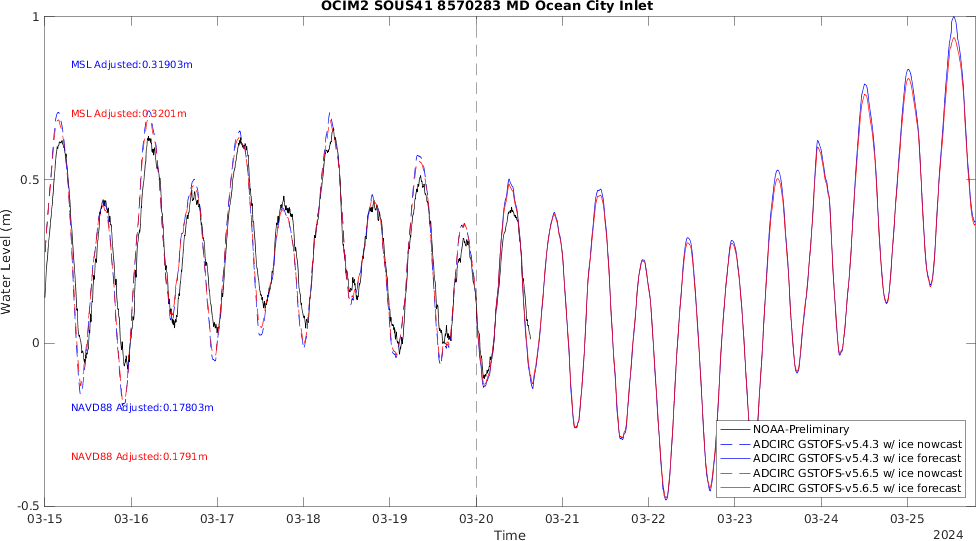 OCIM2 SOUS41 8570283 MD Ocean City Inlet
1
MSL Adjusted:0.31903m
MSL Adjusted:0.3201m
0.5
Water Level (m)
0
NAVD88 Adjusted:0.17803m
NAVD88 Adjusted:0.1791m
NOAA-Preliminary
ADCIRC GSTOFS-v5.4.3 w/ ice nowcast
ADCIRC GSTOFS-v5.4.3 w/ ice forecast
ADCIRC GSTOFS-v5.6.5 w/ ice nowcast
ADCIRC GSTOFS-v5.6.5 w/ ice forecast
-0.5
03-15 03-16 03-17 03-18 03-19 03-20 03-21 03-22 03-23 03-24 03-25
Time
2024